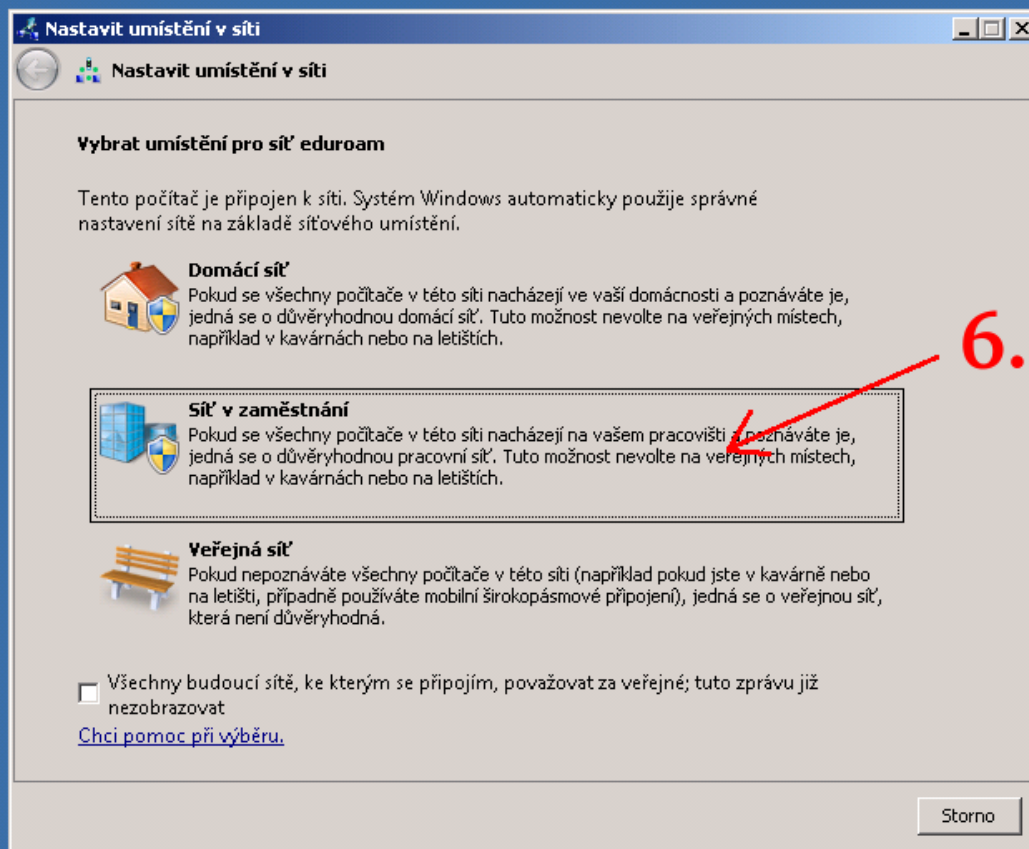 Nastavit umístění v síti
Nastavit umístění v síti
Vybrat umístění pro síť eduroam
Tento počítač je připojen k síti. Systém Windows automaticky použije správné
nastavení sítě na základě síťového umístění.
Domácí síť
Pokud se všechny počítače v této síti nacházejí ve vaší domácnosti a poznáváte je,
jedná se o důvěryhodnou domácí síť. Tuto možnost nevolte na veřejných místech,
například v kavárnách nebo na letištích.
6.
Síť v zaměstnání
Pokud se všechny počítače v této síti nacházejí na vašem pracovišti a poznáváte je,
jedná se o důvěryhodnou pracovní síť. Tuto možnost nevolte na veřejných místech,
například v kavárnách nebo na letištích.
Veřejná síť
Pokud nepoznáváte všechny počítače v této síti (například pokud jste v kavárně nebo
na letišti, případně používáte mobilní širokopásmové připojení), jedná se o veřejnou síť,
která není důvěryhodná.
Všechny budoucí sítě, ke kterým se připojím, považovat za veřejné; tuto zprávu již
nezobrazovat
Chci pomoc při výběru.
Storno